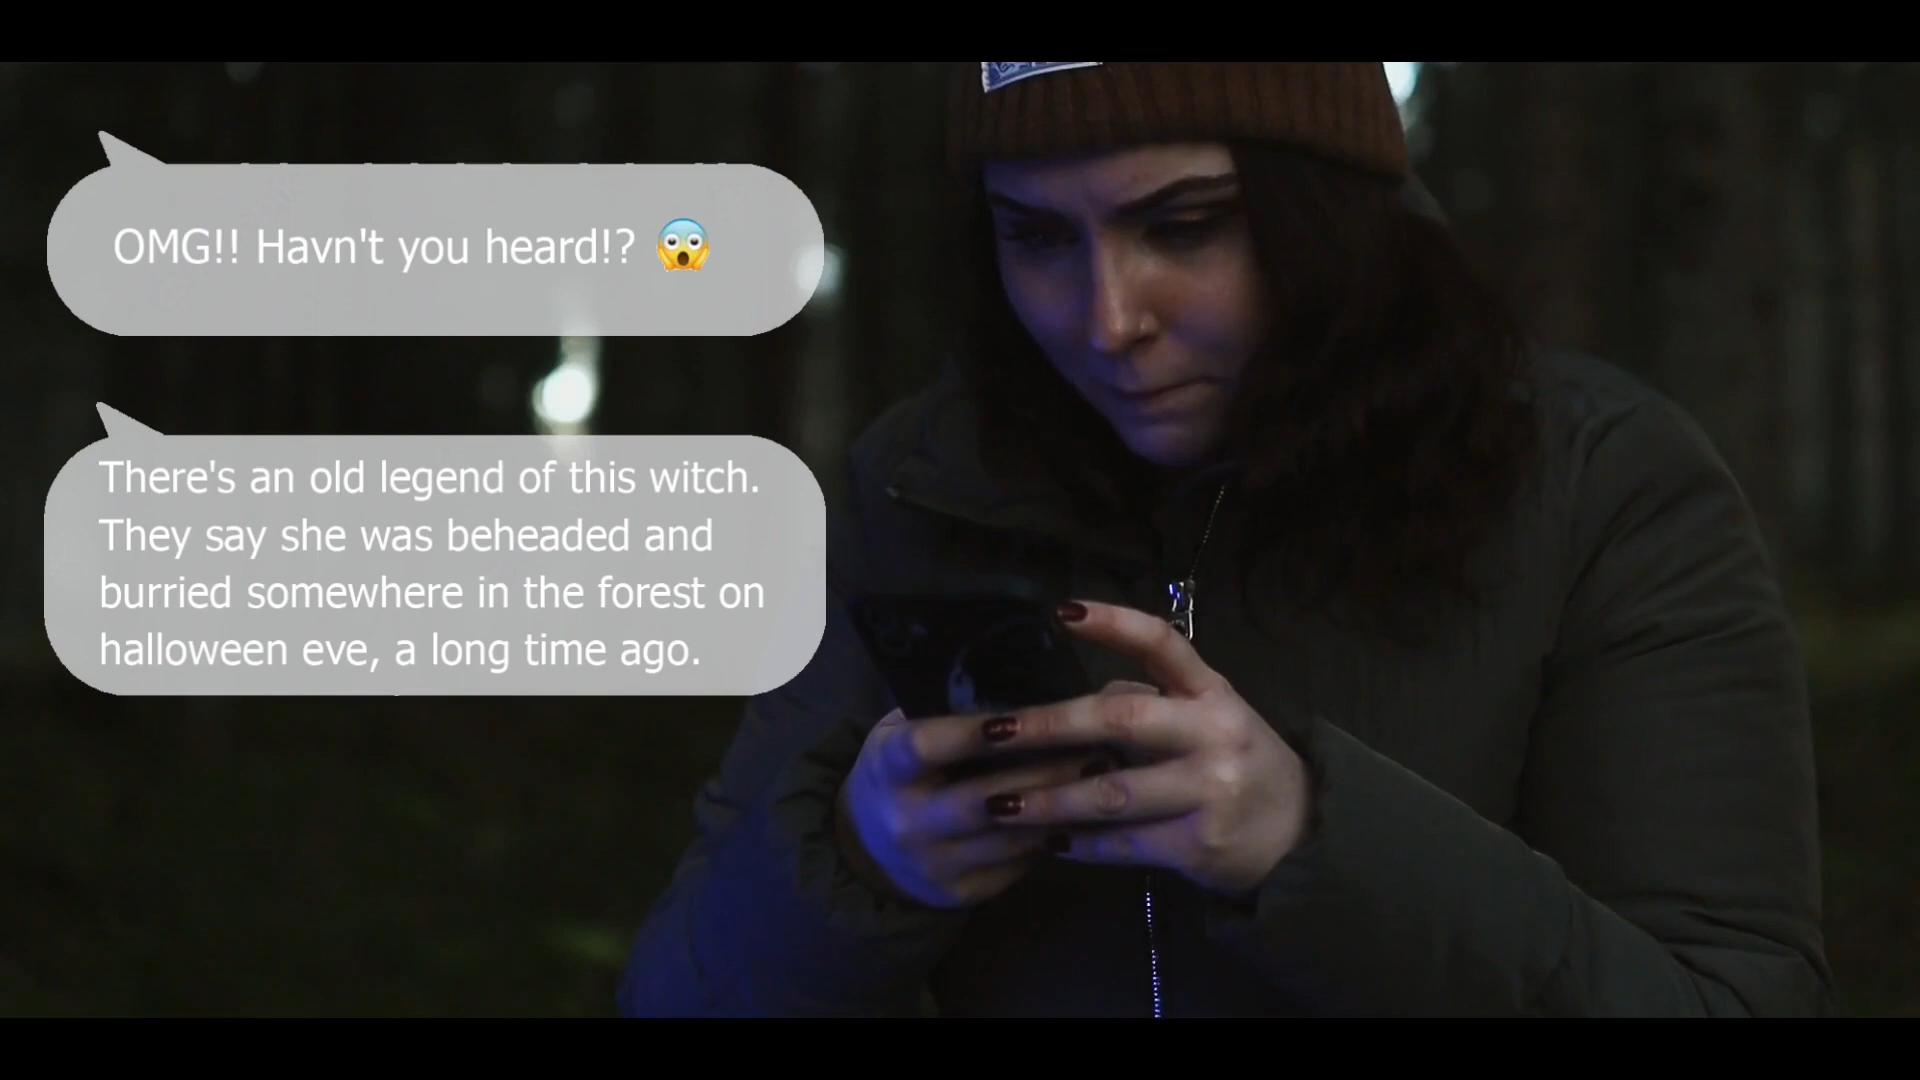 OMG!! Havn't you heard!? 😱
There's an old legend of this witch.
They say she was beheaded and
burried somewhere in the forest on
halloween eve, a long time ago.